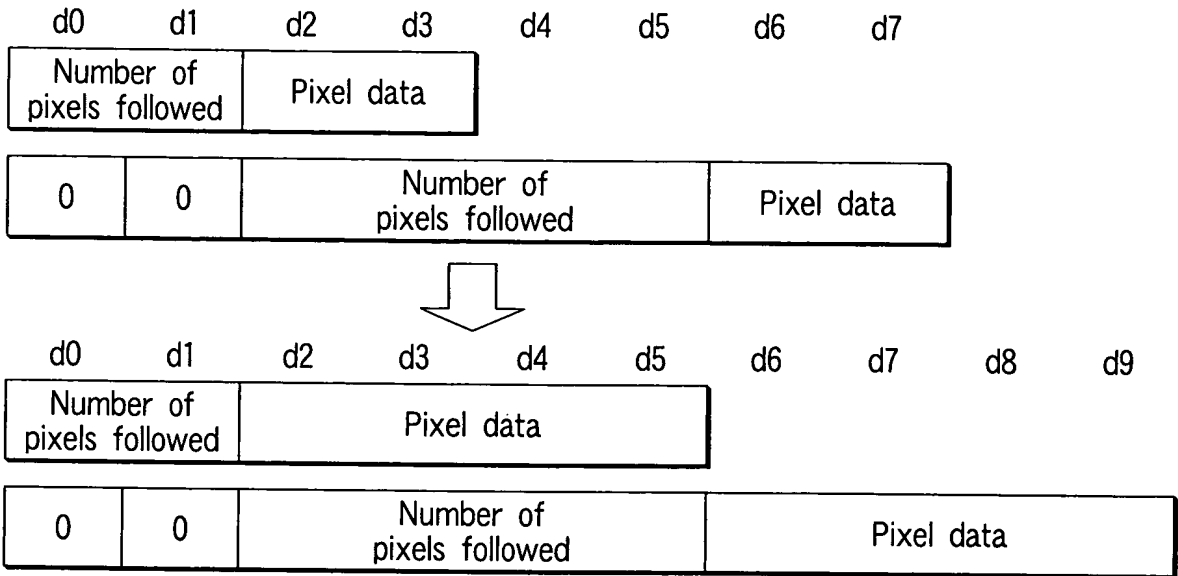 d0 d1 d2 d3 d4 d5 d6 d7
Number of
pixels followed
Pixel data
0 0 Number of
pixels followed
Pixel data
d0 d1 d2 d3 d4 d5 d6 d7 d8 d9
Number of
pixels followed
Pixel data
0 0 Number of
pixels followed
Pixel data